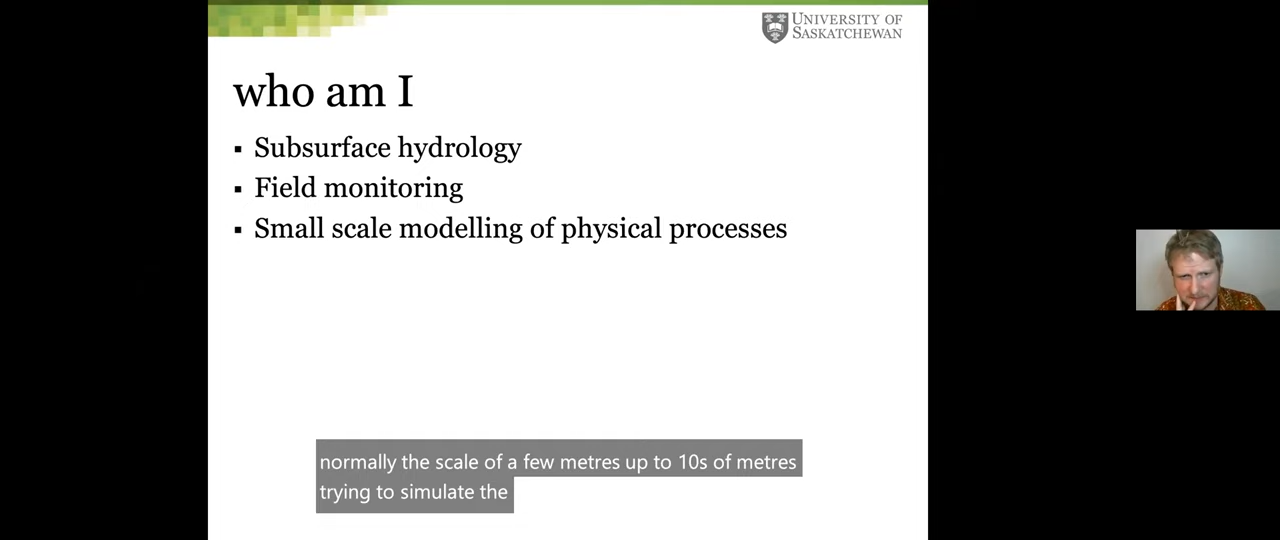 UNIVERSITY OF
SASKATCHEWAN
who am I
▪ Subsurface hydrology
▪ Field monitoring
▪ Small scale modelling of physical processes
normally the scale of a few metres up to 10s of metres
trying to simulate the